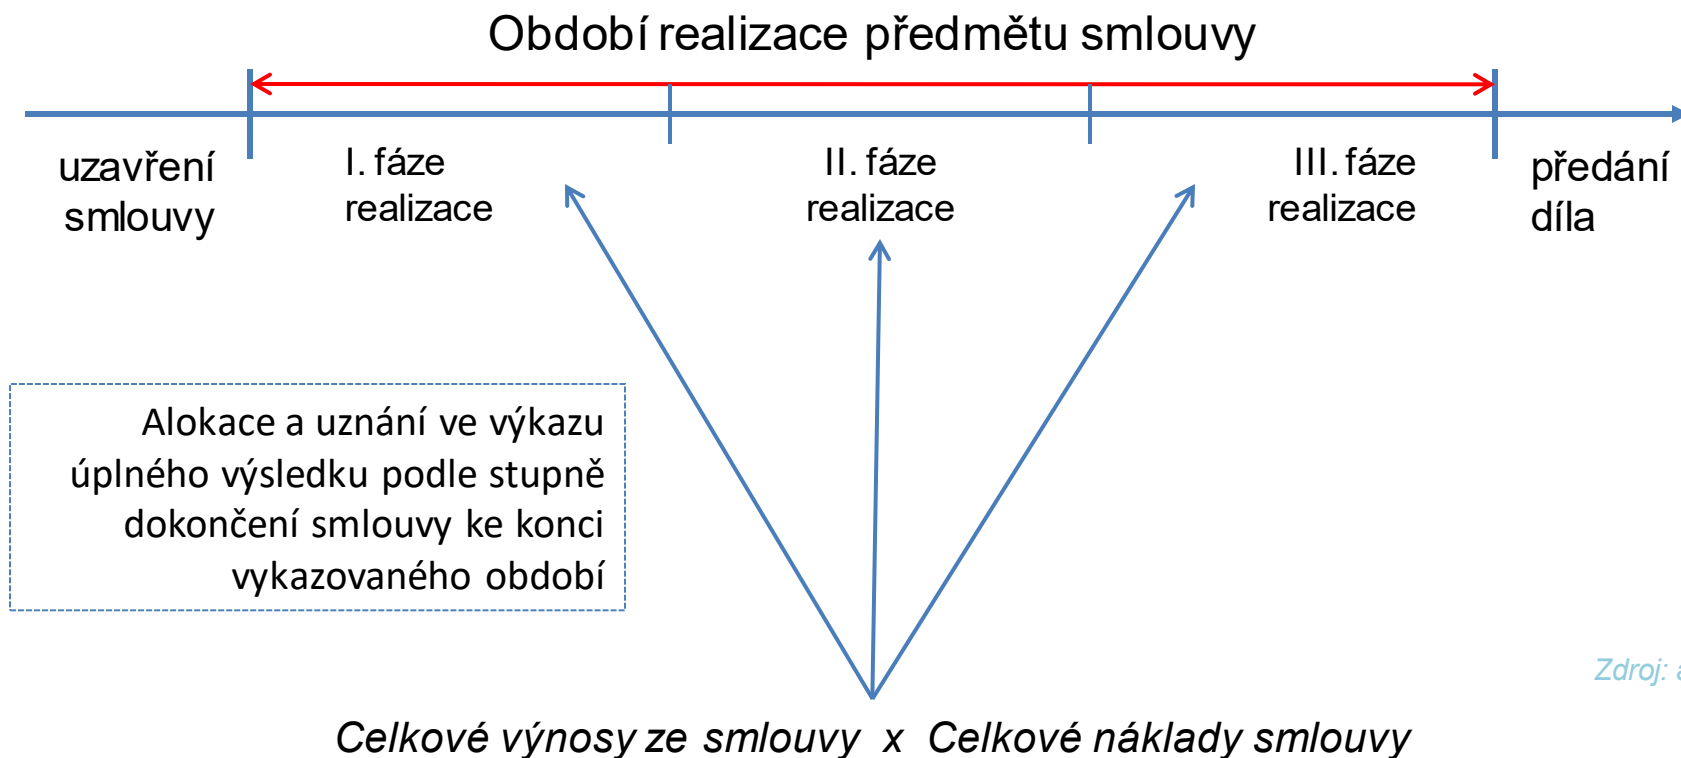 Období realizace předmětu smlouvy
uzavření
smlouvy
I. fáze
realizace
II. fáze
realizace
III. fáze
realizace
předání
díla
Alokace a uznání ve výkazu
úplného výsledku podle stupně
dokončení smlouvy ke konci
vykazovaného období
Zdroj:
Celkové výnosy ze smlouvy x Celkové náklady smlouvy